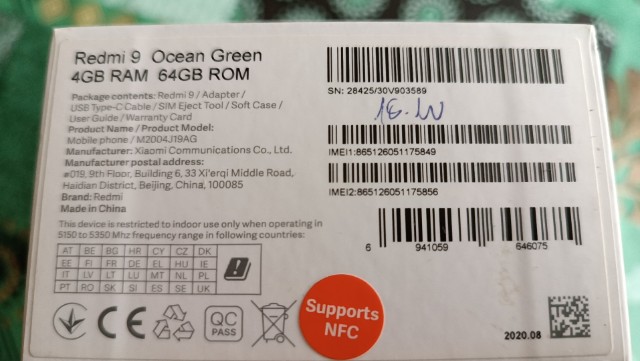 Redmi 9 Ocean Green
4GB RAM 64GB ROM
Package contents: Redmi 9 / Adapter /
USB Type-C Cable / SIM Eject Tool / Soft Case /
User Guide / Warranty Card
Product Name / Product Model:
Mobile phone / M2004J19AG
Manufacturer: Xiaomi Communications Co., Ltd.
Manufacturer postal address:
#019, 9th Floor, Building 6, 33 Xi'erqi Middle Road,
Haidian District, Beijing, China, 100085
Brand: Redmi
Made in China
This device is restricted to indoor use only when operating in
5150 to 5350 Mhz frequency range in following countries:
AT BE BG HR CY CZ DK
EE FI FR DE EL HU IE
IT LV LT LU MT NL PL
PT RO SK SI ES SE UK
CE
QC
PASS
Supports
NFC
SN: 28425/30V903589
IMEI1:865126051175849
IMEI2:865126051175856
6 941059 646075
2020.08